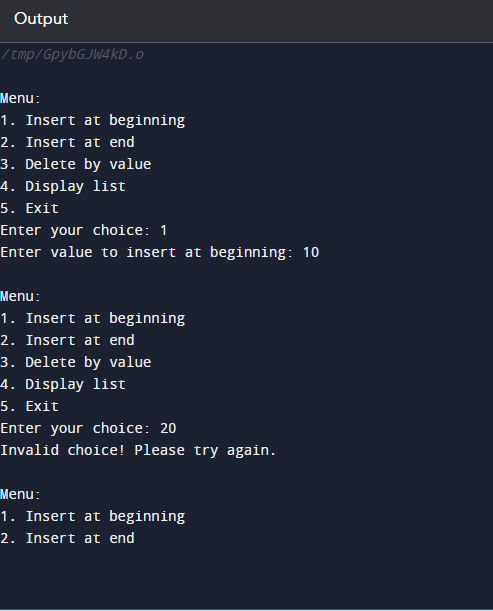 Output
/tmp/GpybGJW4kD.o
Menu:
1. Insert at beginning
2. Insert at end
3. Delete by value
4. Display list
5. Exit
Enter your choice: 1
Enter value to insert at beginning: 10
Menu:
1. Insert at beginning
2. Insert at end
3. Delete by value
4. Display list
5. Exit
Enter your choice: 20
Invalid choice! Please try again.
Menu:
1. Insert at beginning
2. Insert at end